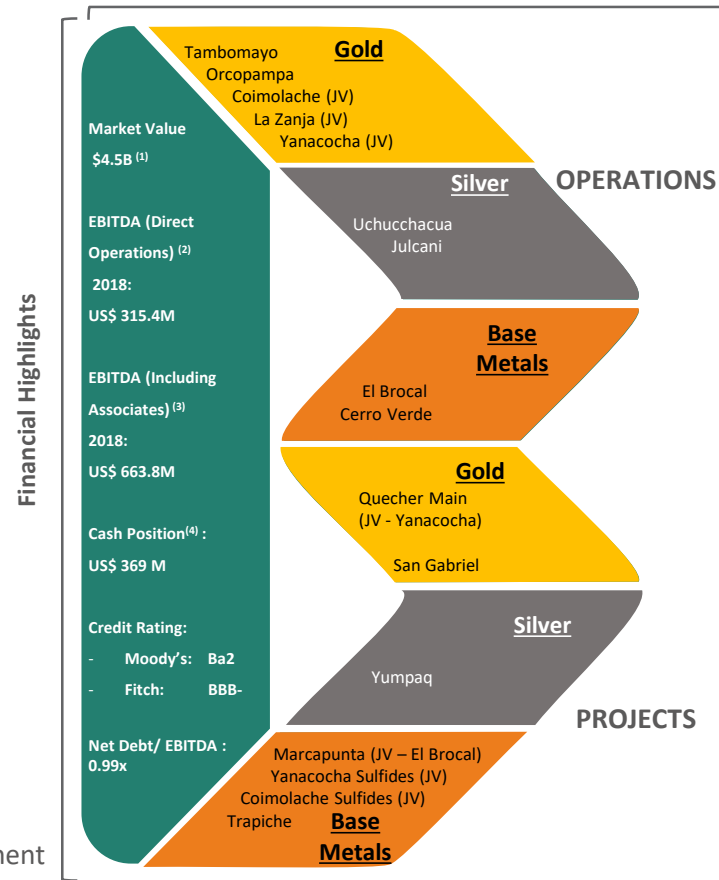 Financial Highlights
Market Value
$4.5B (1)
EBITDA (Direct
Operations) (2)
2018:
US$ 315.4M
EBITDA (Including
Associates) (3)
2018:
US$ 663.8M
Cash Position(4) :
US$ 369 M
Credit Rating:
- Moody's: Ba2
- Fitch: BBB-
Net Debt/ EBITDA :
0.99x
OPERATIONS
Gold
Tambomayo
Orcopampa
Coimolache (JV)
La Zanja (JV)
Yanacocha (JV)
Silver
Uchucchacua
Julcani
Base
Metals
El Brocal
Cerro Verde
PROJECTS
Gold
Quecher Main
(JV - Yanacocha)
San Gabriel
Silver
Yumpaq
Marcapunta (JV – El Brocal)
Yanacocha Sulfides (JV)
Coimolache Sulfides (JV)
Trapiche
Base
Metals